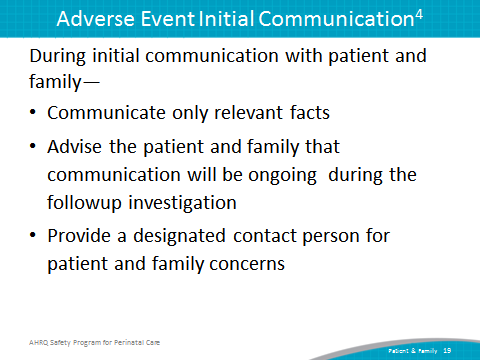 Adverse Event Initial Communication4
During initial communication with patient and
family—
• Communicate only relevant facts
• Advise the patient and family that
communication will be ongoing during the
followup investigation
• Provide a designated contact person for
patient and family concerns
AHRQ Safety Program for Perinatal Care
Patient & Family 19